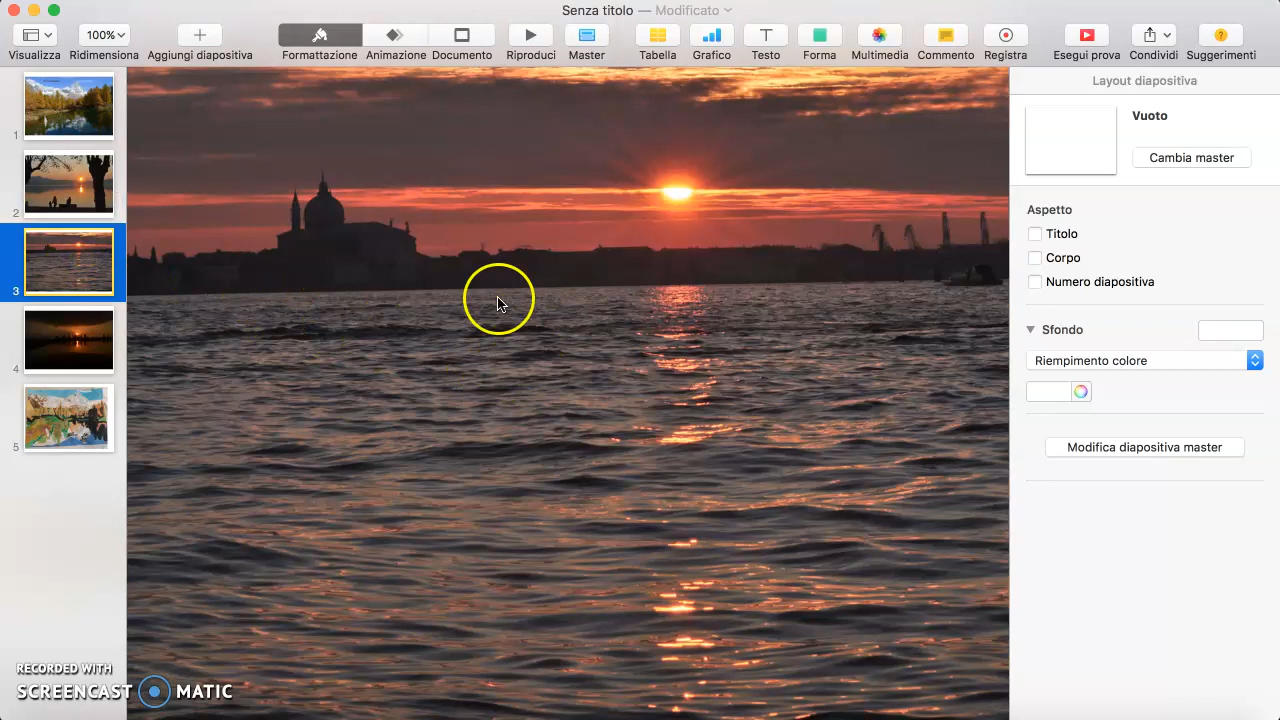 Senza titolo — Modificato
Visualizza
100%
Ridimensiona
Aggiungi diapositiva
Formattazione
Animazione
Documento
Riproduci
Master
Tabella
Grafico
Testo
Forma
Multimedia
Commento
Registra
Esegui prova
Condividi
Suggerimenti
1
2
3
4
5
Layout diapositiva
Vuoto
Cambia master
Aspetto
Titolo
Corpo
Numero diapositiva
Sfondo
Riempimento colore
Modifica diapositiva master
RECORDED WITH
SCREENCAST MATIC